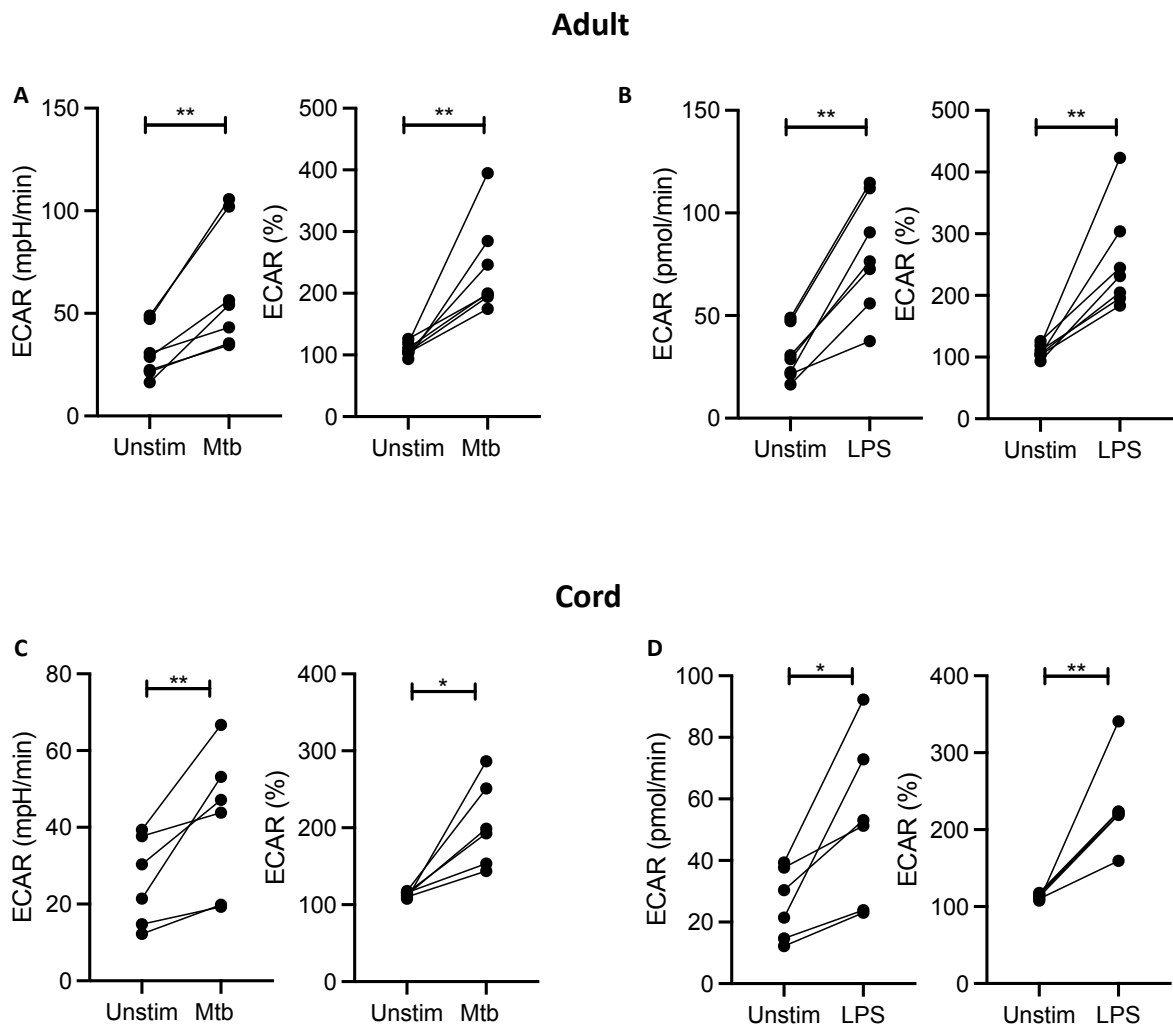 Adult
A
ECAR (mpH/min)
150
100
50
0
**
Unstim Mtb
ECAR (%)
500
400
300
200
100
0
**
Unstim Mtb
B
ECAR (pmol/min)
150
100
50
0
**
Unstim LPS
ECAR (%)
500
400
300
200
100
0
**
Unstim LPS
Cord
C
ECAR (mpH/min)
80
60
40
20
0
**
Unstim Mtb
ECAR (%)
400
300
200
100
0
*
Unstim Mtb
D
ECAR (pmol/min)
100
80
60
40
20
0
*
Unstim LPS
ECAR (%)
400
300
200
100
0
**
Unstim LPS